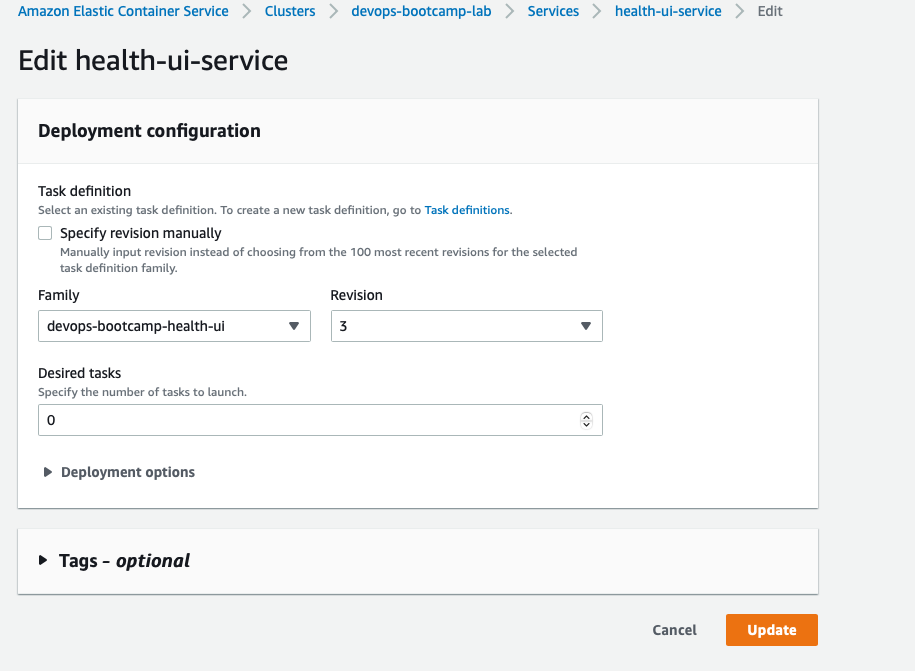 Amazon Elastic Container Service > Clusters > devops-bootcamp-lab > Services > health-ui-service > Edit
Edit health-ui-service
Deployment configuration
Task definition
Select an existing task definition. To create a new task definition, go to Task definitions.
Specify revision manually
Manually input revision instead of choosing from the 100 most recent revisions for the selected
task definition family.
Family
Revision
devops-bootcamp-health-ui
3
Desired tasks
Specify the number of tasks to launch.
0
Deployment options
Tags - optional
Cancel
Update